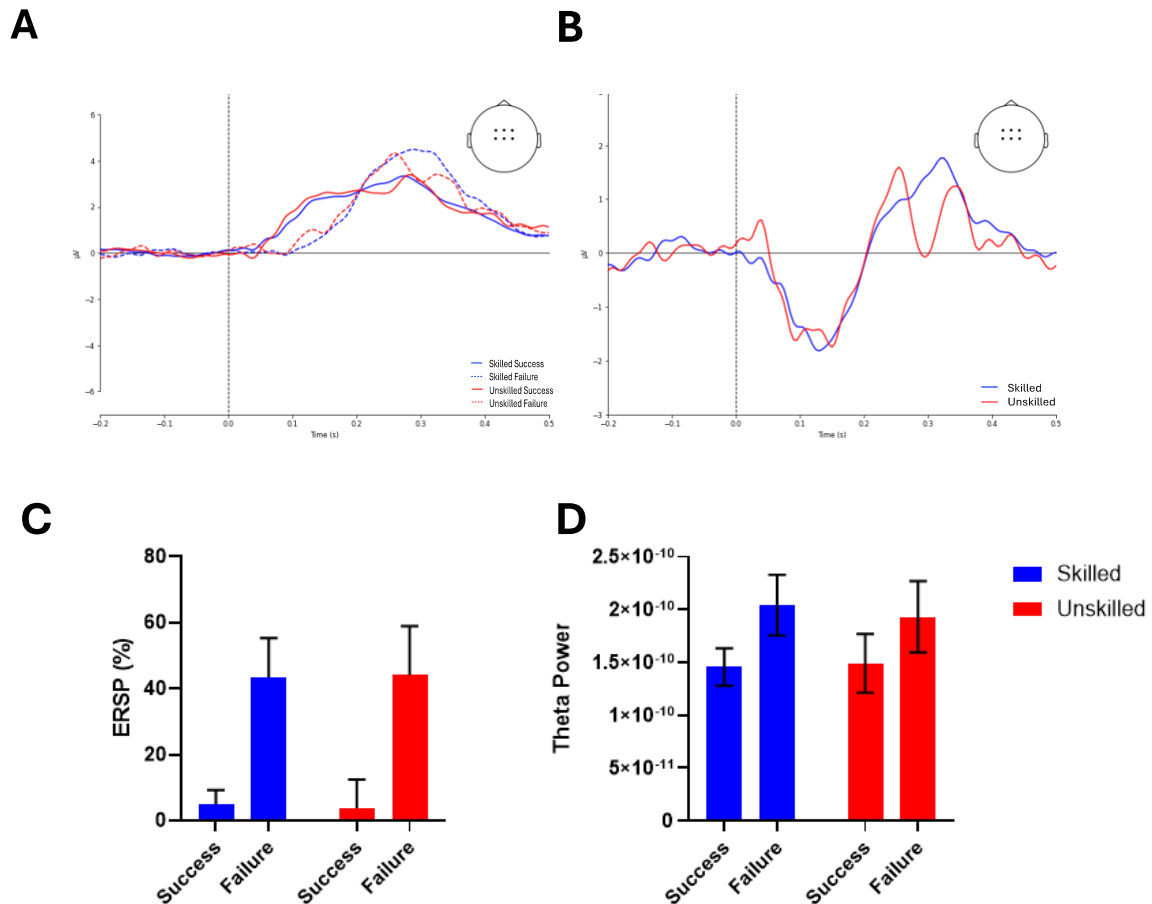 A
B
6
4
2
0
−2
−4
−6
µV
−0.2 −0.1 0.0 0.1 0.2 0.3 0.4 0.5
Time (s)
Skilled Success
Skilled Failure
Unskilled Success
Unskilled Failure
2
1
0
−1
−2
−3
µV
−0.2 −0.1 0.0 0.1 0.2 0.3 0.4 0.5
Time (s)
Skilled
Unskilled
C
D
80
60
40
20
0
ERSP (%)
Success Failure Success Failure
2.5×10⁻¹⁰
2×10⁻¹⁰
1.5×10⁻¹⁰
1×10⁻¹⁰
5×10⁻¹¹
0
Theta Power
Success Failure Success Failure
Skilled
Unskilled